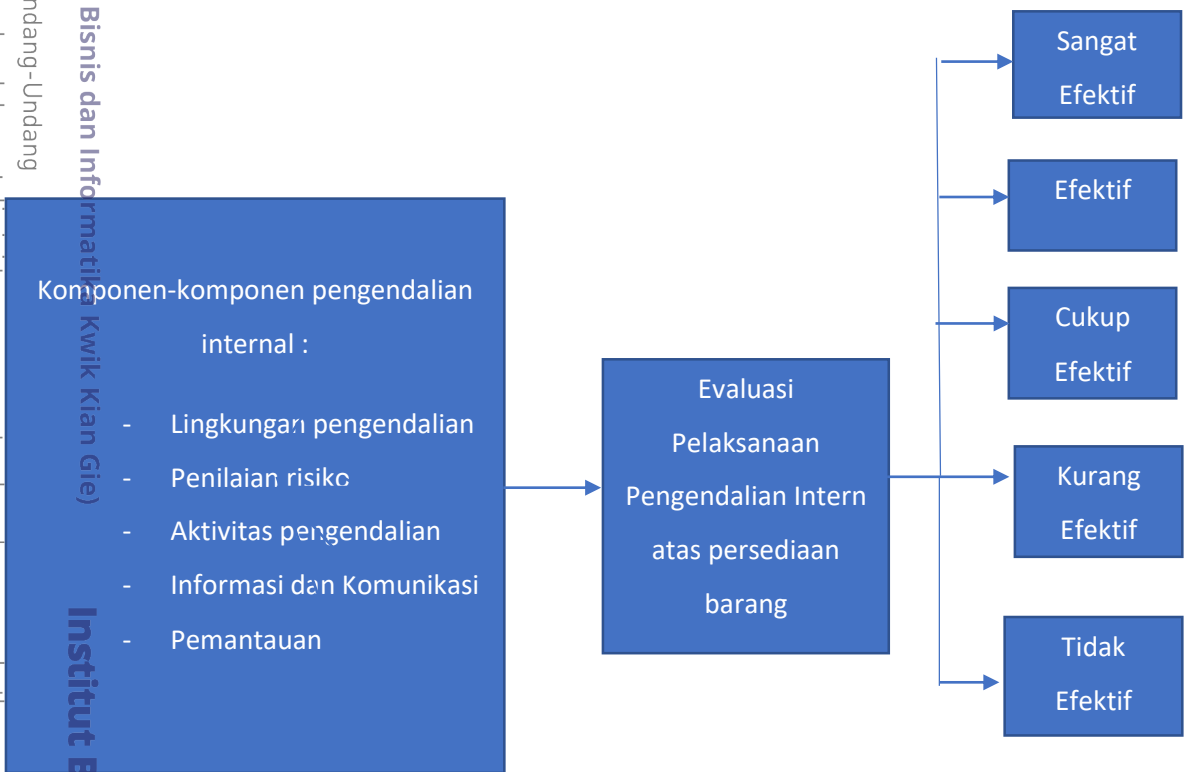 Komponen-komponen pengendalian
internal :
- Lingkungan pengendalian
- Penilaian risiko
- Aktivitas pengendalian
- Informasi dan Komunikasi
- Pemantauan
Evaluasi
Pelaksanaan
Pengendalian Intern
atas persediaan
barang
Sangat
Efektif
Efektif
Cukup
Efektif
Kurang
Efektif
Tidak
Efektif
Bisnis dan Informatika Kwik Kian Gie)
Institut
ndang-Undang